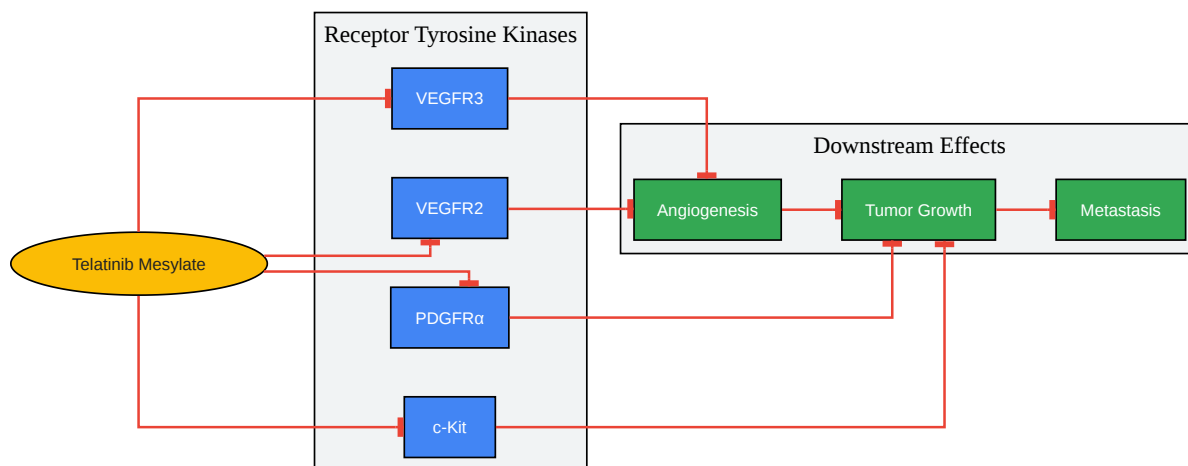 Receptor Tyrosine Kinases
VEGFR3
Downstream Effects
VEGFR2
Angiogenesis
Tumor Growth
Metastasis
Telatinib Mesylate
PDGFRα
c-Kit